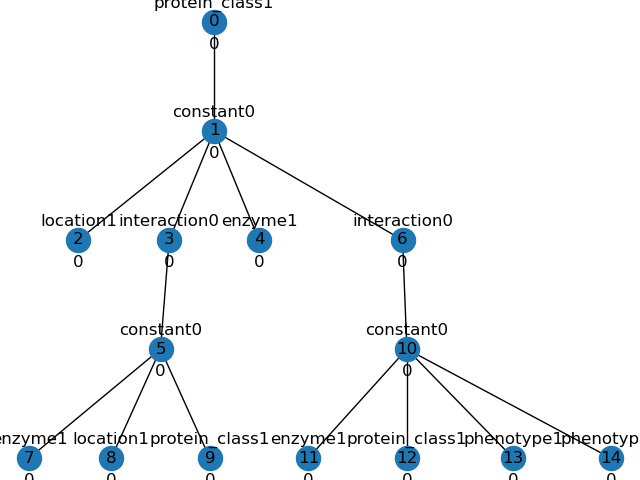 protein_class1
0
0
constant0
1
0
location1 interaction0 enzyme1 interaction0
2 3 4 6
0 0 0 0
constant0 constant0
5 10
0 0
enzyme1 location1 protein_class1 enzyme1 protein_class1 phenotype1 phenotyp
7 8 9 11 12 13 14
0 0 0 0 0 0 0